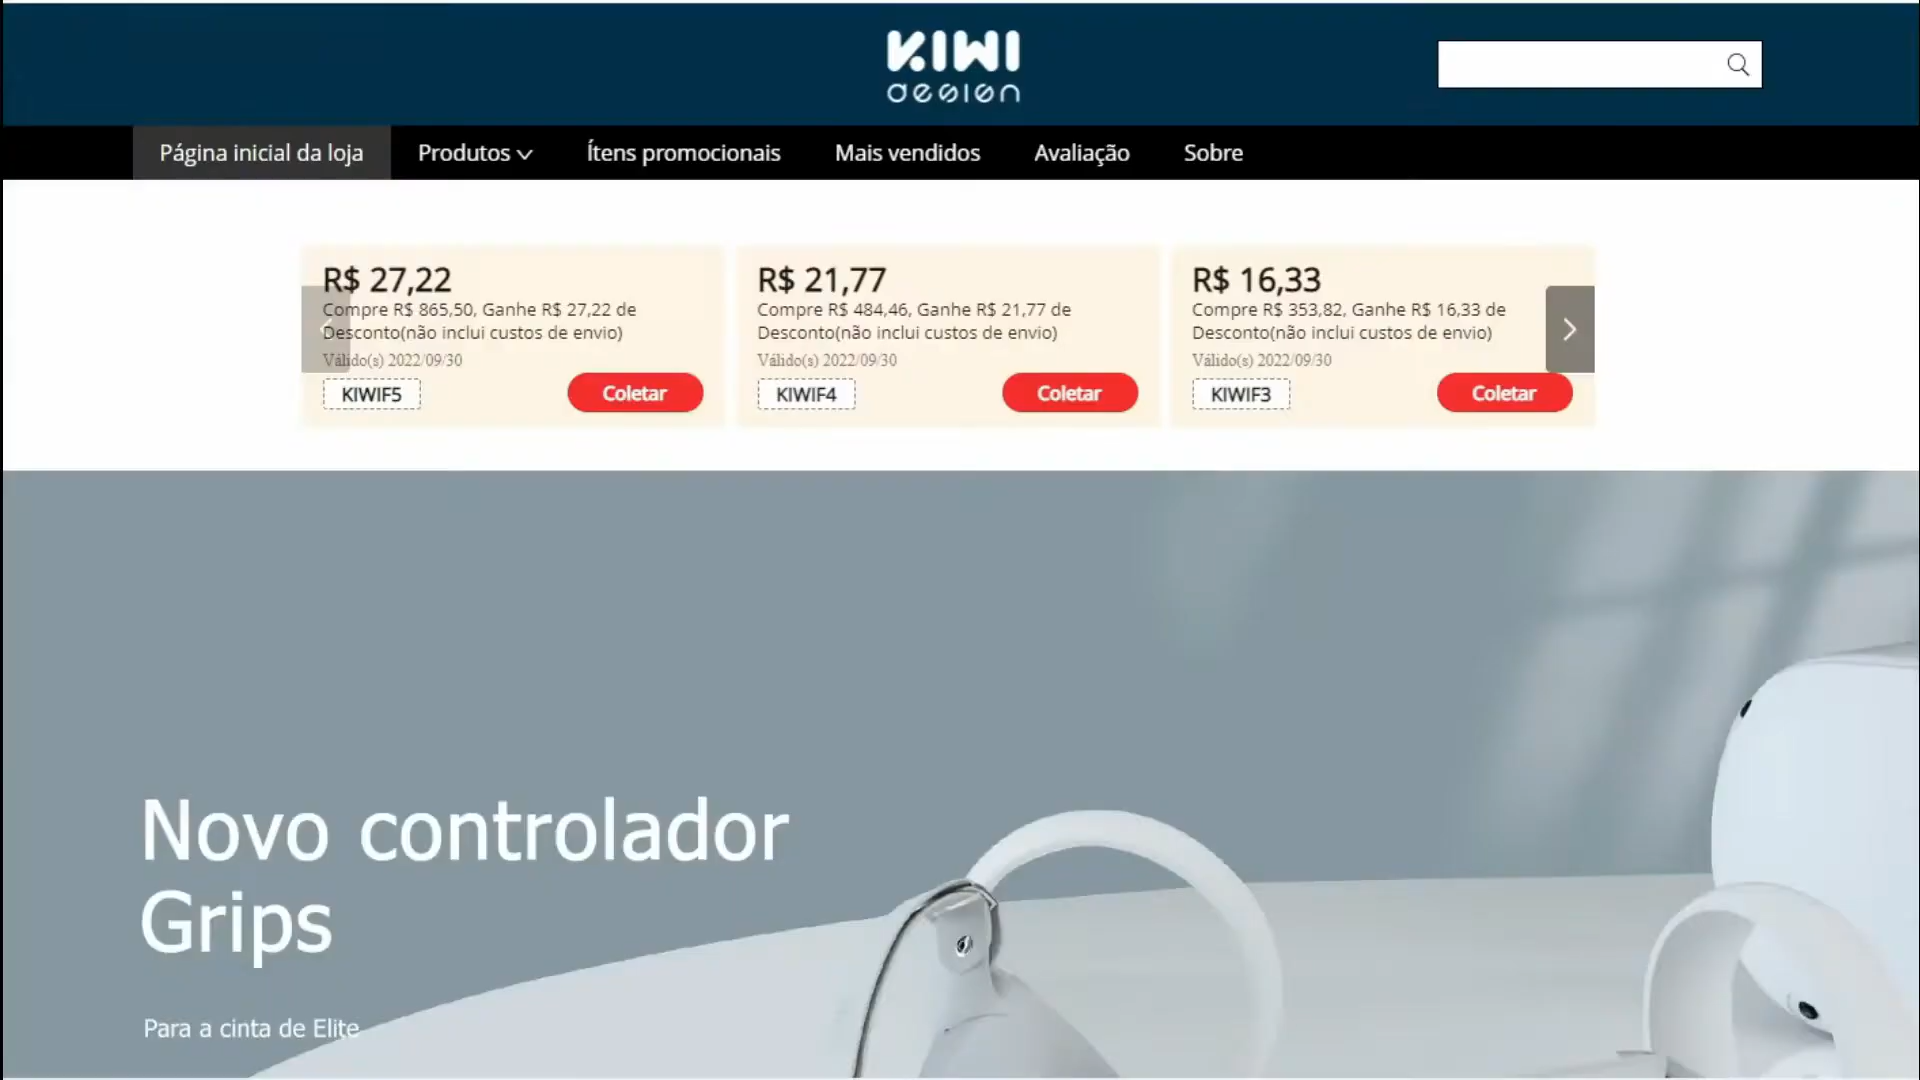 KIWI
design
Página inicial da loja
Produtos
Ítens promocionais
Mais vendidos
Avaliação
Sobre
R$ 27,22
Compre R$ 865,50, Ganhe R$ 27,22 de
Desconto(não inclui custos de envio)
Válido(s) 2022/09/30
KIWIF5
Coletar
R$ 21,77
Compre R$ 484,46, Ganhe R$ 21,77 de
Desconto(não inclui custos de envio)
Válido(s) 2022/09/30
KIWIF4
Coletar
R$ 16,33
Compre R$ 353,82, Ganhe R$ 16,33 de
Desconto(não inclui custos de envio)
Válido(s) 2022/09/30
KIWIF3
Coletar
Novo controlador
Grips
Para a cinta de Elite